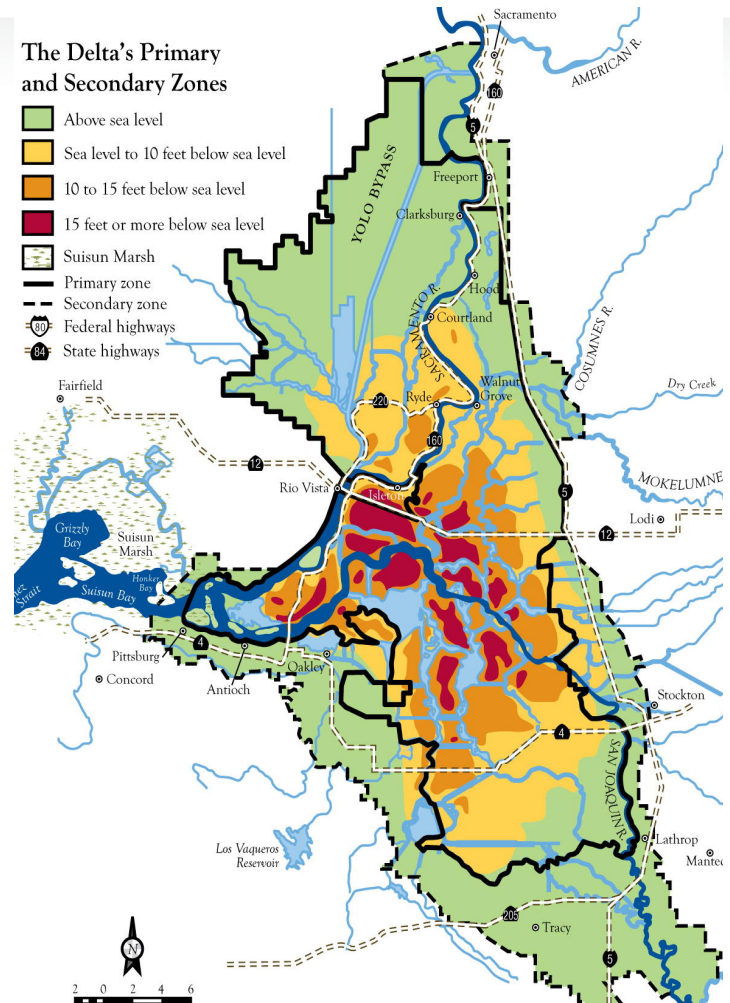 The Delta's Primary
and Secondary Zones
Above sea level
Sea level to 10 feet below sea level
10 to 15 feet below sea level
15 feet or more below sea level
Suisun Marsh
Primary zone
Secondary zone
80 Federal highways
84 State highways
Sacramento
AMERICAN R.
160
5
Freeport
YOLO BYPASS
Clarksburg
Hood
SACRAMENTO R.
Courtland
COSUMNES R.
Fairfield
Walnut
Grove
Dry Creek
220
Ryde
160
12
MOKELUMNE
Rio Vista
Isleton
5
Lodi
12
Grizzly
Bay
Suisun
Marsh
Honker
Bay
Suisun Bay
Strait
Pittsburg
4
Antioch
Oakley
Concord
Stockton
4
SAN JOAQUIN R.
Los Vaqueros
Reservoir
Lathrop
205
Tracy
5
N
2 0 2 4 6